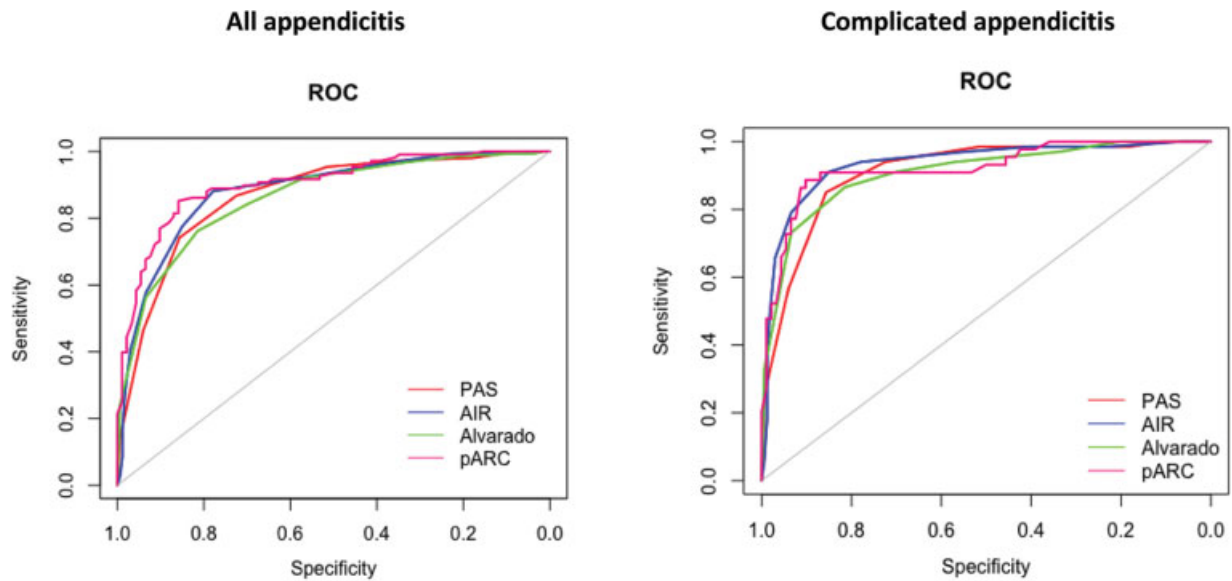 All appendicitis
ROC
Sensitivity
1.0
0.8
0.6
0.4
0.2
0.0
PAS
AIR
Alvarado
pARC
1.0 0.8 0.6 0.4 0.2 0.0
Specificity
Complicated appendicitis
ROC
Sensitivity
1.0
0.8
0.6
0.4
0.2
0.0
PAS
AIR
Alvarado
pARC
1.0 0.8 0.6 0.4 0.2 0.0
Specificity